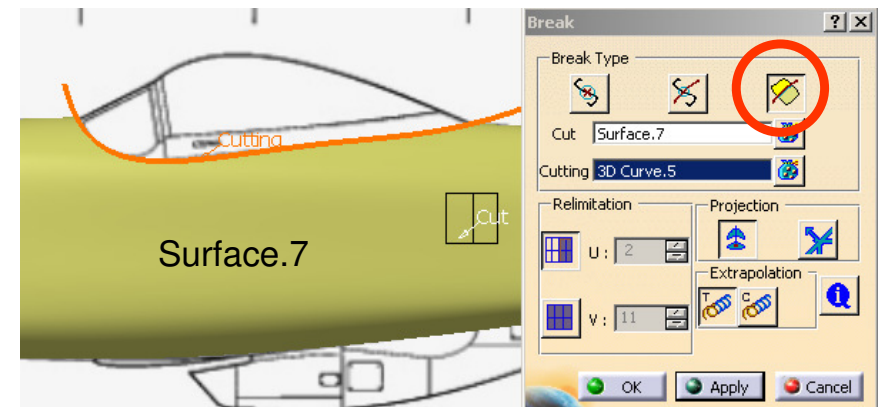 Cutting
Cut
Surface.7
Break
? X
Break Type
Cut Surface.7
Cutting 3D Curve.5
Relimitation
U : 2
V : 11
Projection
Extrapolation
T C
OK Apply Cancel